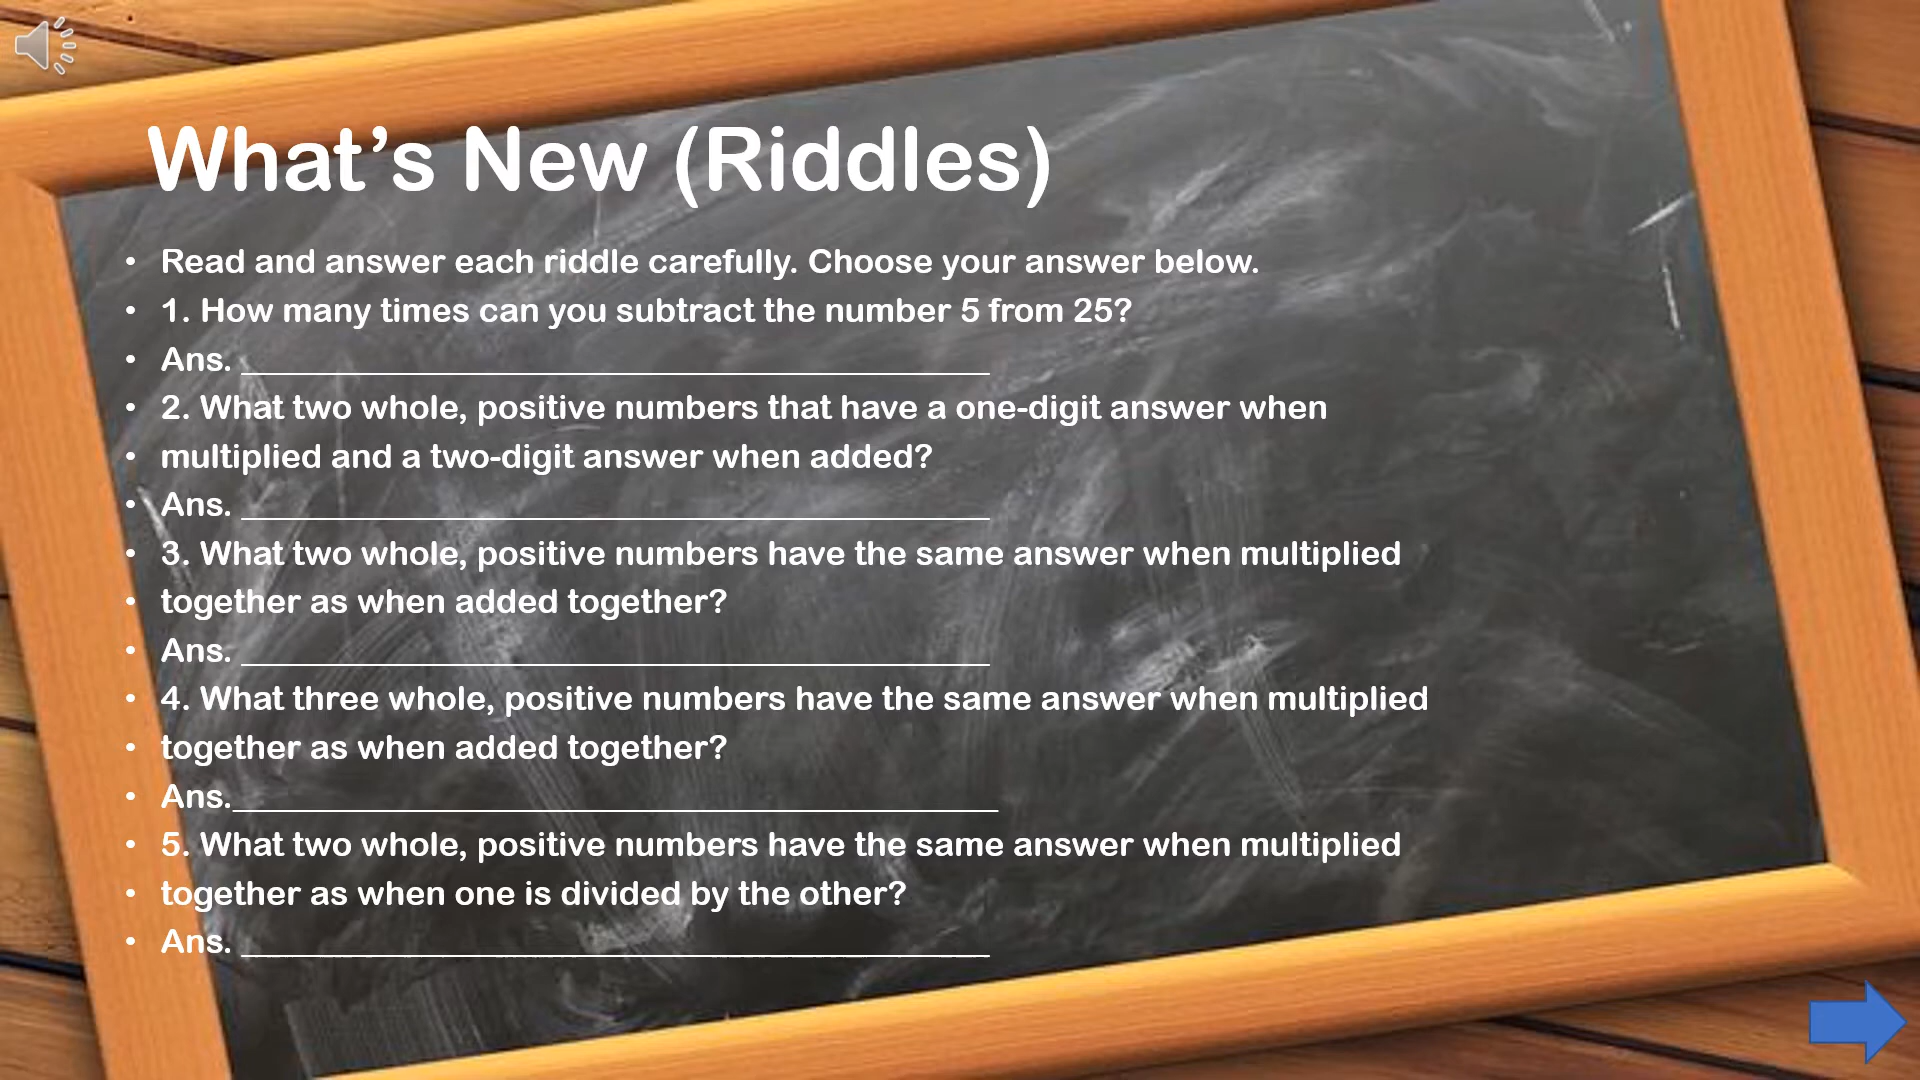 What’s New (Riddles)
• Read and answer each riddle carefully. Choose your answer below.
• 1. How many times can you subtract the number 5 from 25?
• Ans. ______________________________________________
• 2. What two whole, positive numbers that have a one-digit answer when
• multiplied and a two-digit answer when added?
• Ans. ______________________________________________
• 3. What two whole, positive numbers have the same answer when multiplied
• together as when added together?
• Ans. ______________________________________________
• 4. What three whole, positive numbers have the same answer when multiplied
• together as when added together?
• Ans._______________________________________________
• 5. What two whole, positive numbers have the same answer when multiplied
• together as when one is divided by the other?
• Ans. ______________________________________________